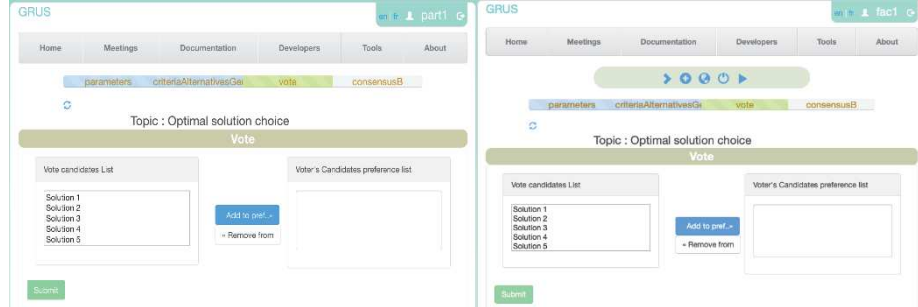 GRUS
en fr part1
Home Meetings Documentation Developers Tools About
parameters criteriaAlternativesGe vote consensusB
Topic : Optimal solution choice
Vote
Vote candidates List
Voter's Candidates preference list
Solution 1
Solution 2
Solution 3
Solution 4
Solution 5
Add to pref..»
« Remove from
Submit
GRUS
en fr fac1
Home Meetings Documentation Developers Tools About
parameters criteriaAlternativesGe vote consensusB
Topic : Optimal solution choice
Vote
Vote candidates List
Voter's Candidates preference list
Solution 1
Solution 2
Solution 3
Solution 4
Solution 5
Add to pref..»
« Remove from
Submit